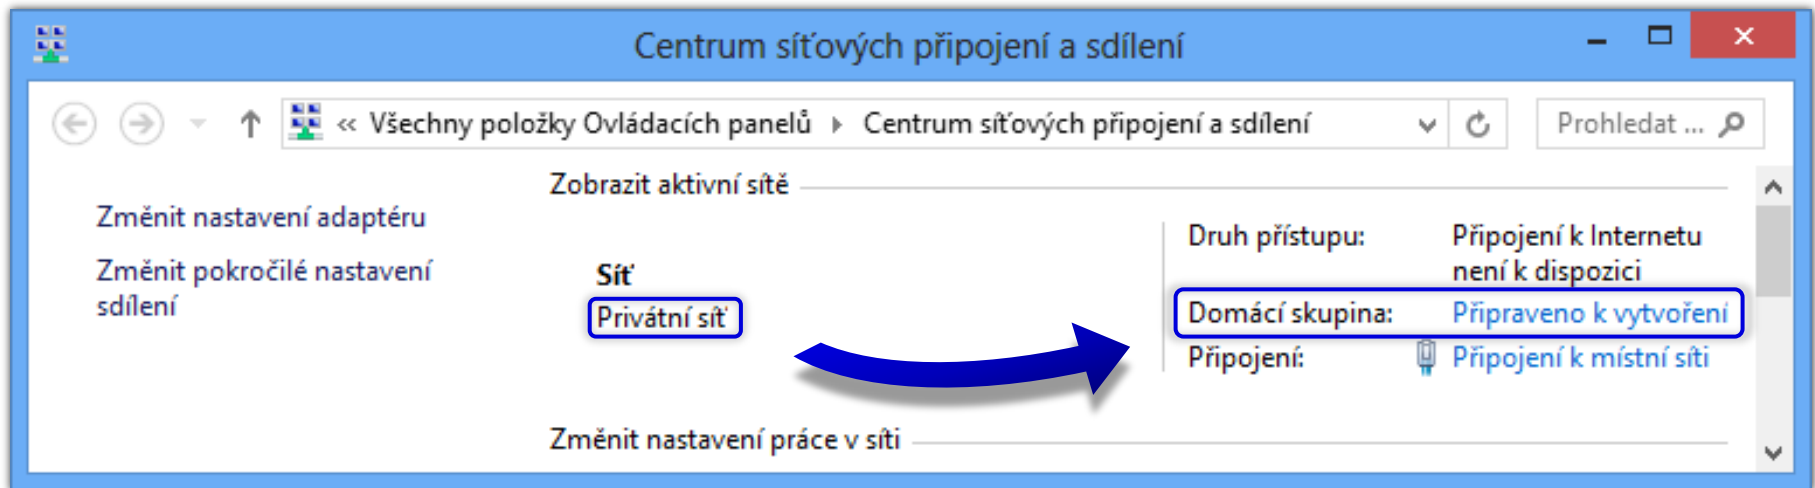 Centrum síťových připojení a sdílení
« Všechny položky Ovládacích panelů ▸ Centrum síťových připojení a sdílení
Prohledat ...
Změnit nastavení adaptéru
Změnit pokročilé nastavení
sdílení
Zobrazit aktivní sítě
Síť
Privátní síť
Druh přístupu: Připojení k Internetu
není k dispozici
Domácí skupina: Připraveno k vytvoření
Připojení: Připojení k místní síti
Změnit nastavení práce v síti